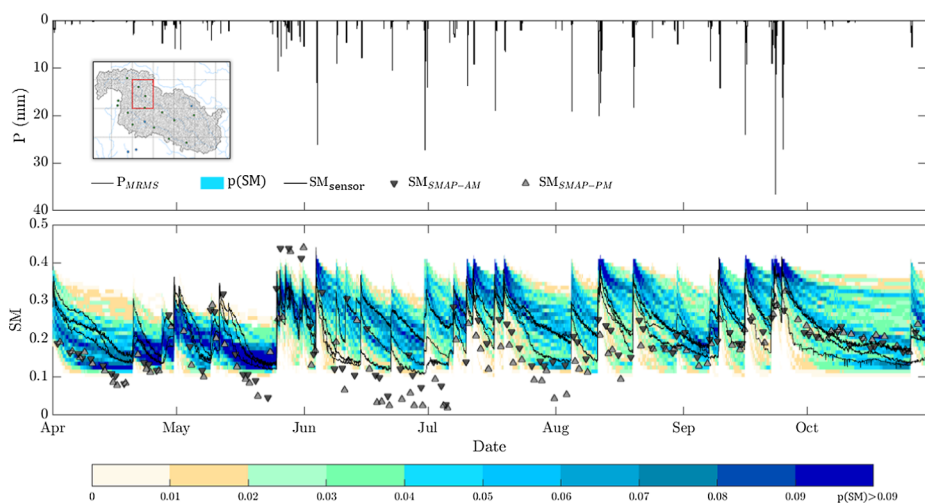 0
10
20
30
40
P (mm)
P_MRMS p(SM) SM_sensor SM_SMAP-AM SM_SMAP-PM
0.5
0.4
0.3
0.2
0.1
0
SM
Apr May Jun Jul Aug Sep Oct
Date
0 0.01 0.02 0.03 0.04 0.05 0.06 0.07 0.08 0.09 p(SM)>0.09